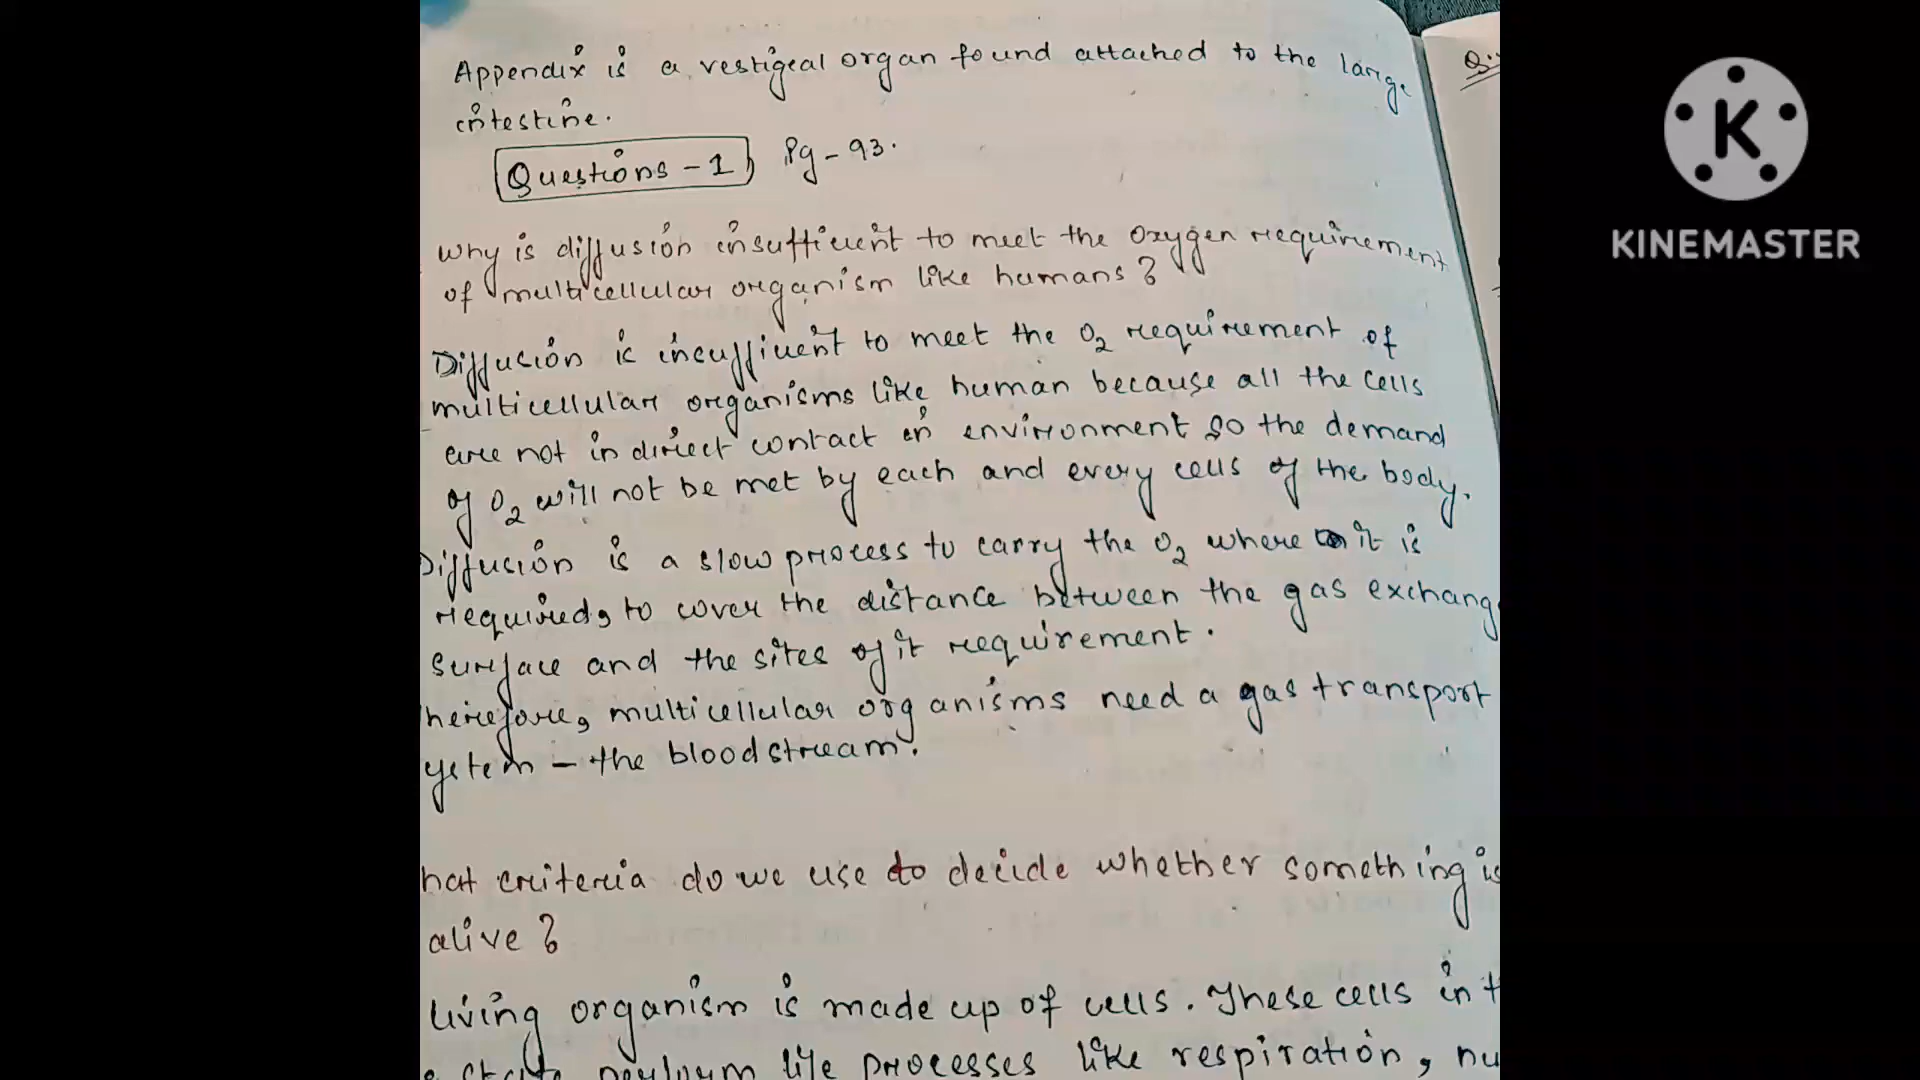 Appendix is a vestigeal organ found attached to the large
intestine.
Questions - 1 Pg - 93.
Why is diffusion insufficient to meet the oxygen requirement
of multicellular organism like humans?
Diffusion is insufficient to meet the O2 requirement of
multicellular organisms like human because all the cells
are not in direct contact in environment so the demand
of O2 will not be met by each and every cells of the body.
Diffusion is a slow process to carry the O2 where it is
required, to cover the distance between the gas exchang
surface and the sites of it requirement.
herefore, multicellular organisms need a gas transport
ystem - the bloodstream.
hat criteria do we use to decide whether something is
alive?
living organism is made up of cells. These cells in t
perform life processes like respiration, nu
Q.
KINEMASTER